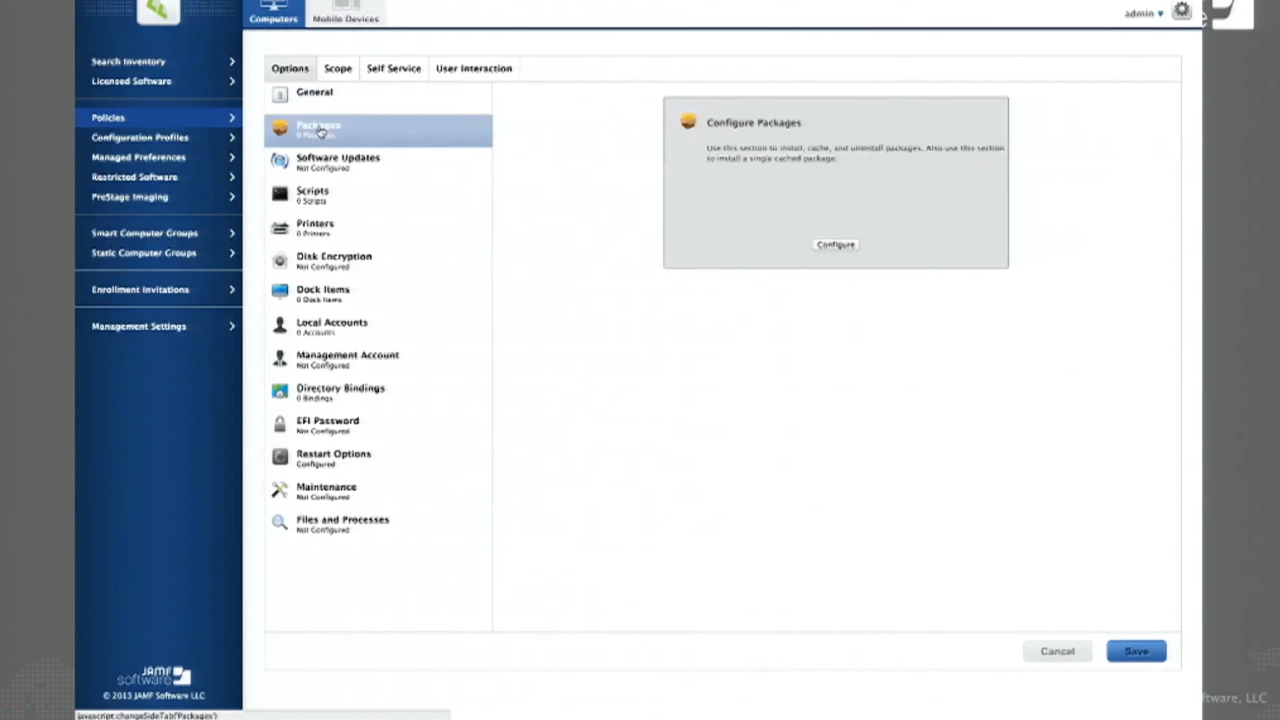 Computers
Mobile Devices
admin
Search Inventory
Licensed Software
Policies
Configuration Profiles
Managed Preferences
Restricted Software
PreStage Imaging
Smart Computer Groups
Static Computer Groups
Enrollment Invitations
Management Settings
JAMF
software
© 2013 JAMF Software LLC
Options
Scope
Self Service
User Interaction
General
Packages
0 Packages
Software Updates
Not Configured
Scripts
0 Scripts
Printers
0 Printers
Disk Encryption
Not Configured
Dock Items
0 Dock Items
Local Accounts
0 Accounts
Management Account
Not Configured
Directory Bindings
0 Bindings
EFI Password
Not Configured
Restart Options
Configured
Maintenance
Not Configured
Files and Processes
Not Configured
Configure Packages
Use this section to install, cache, and uninstall packages. Also use this section
to install a single cached package.
Configure
Cancel
Save
ftware, LLC
javascript:changeSideTab('Packages')